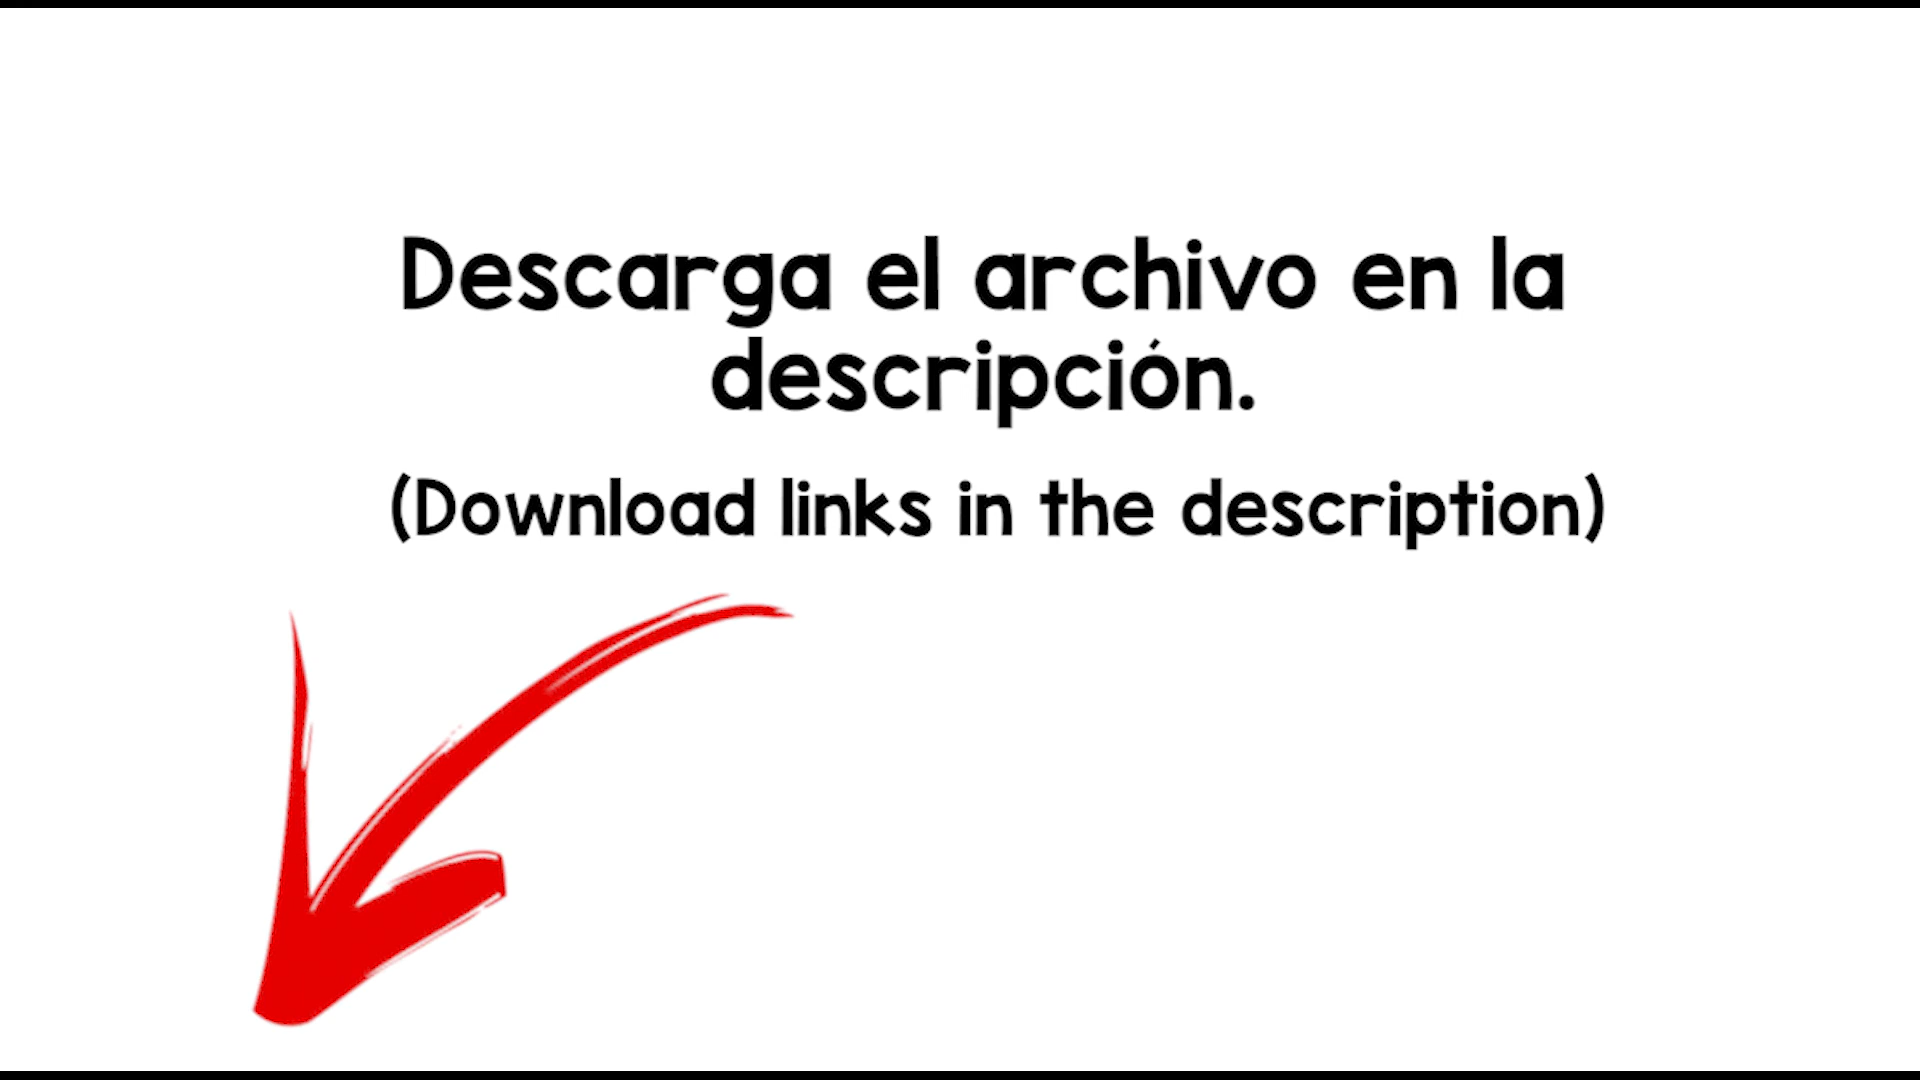 Descarga el archivo en la
descripción.
(Download links in the description)